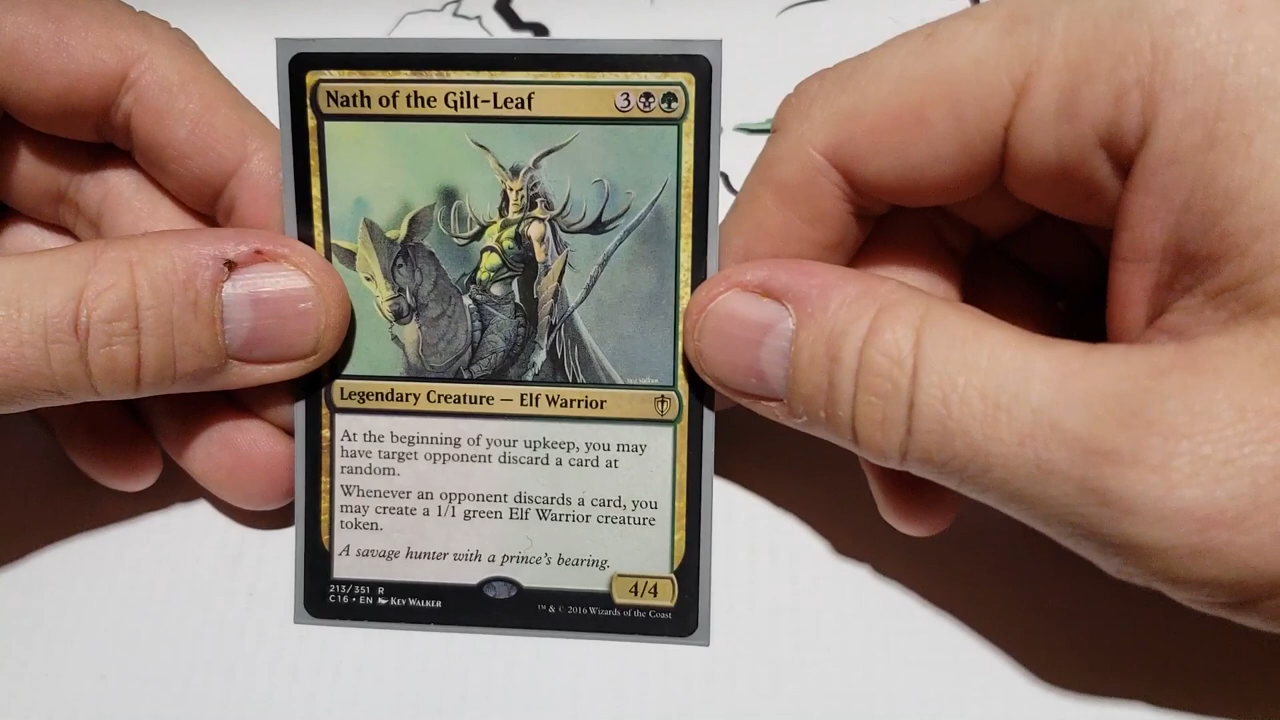 Nath of the Gilt-Leaf 3
Kev Walker
Legendary Creature — Elf Warrior
At the beginning of your upkeep, you may
have target opponent discard a card at
random.
Whenever an opponent discards a card, you
may create a 1/1 green Elf Warrior creature
token.
A savage hunter with a prince's bearing.
4/4
213/351 R
C16 • EN Kev Walker
™ & © 2016 Wizards of the Coast